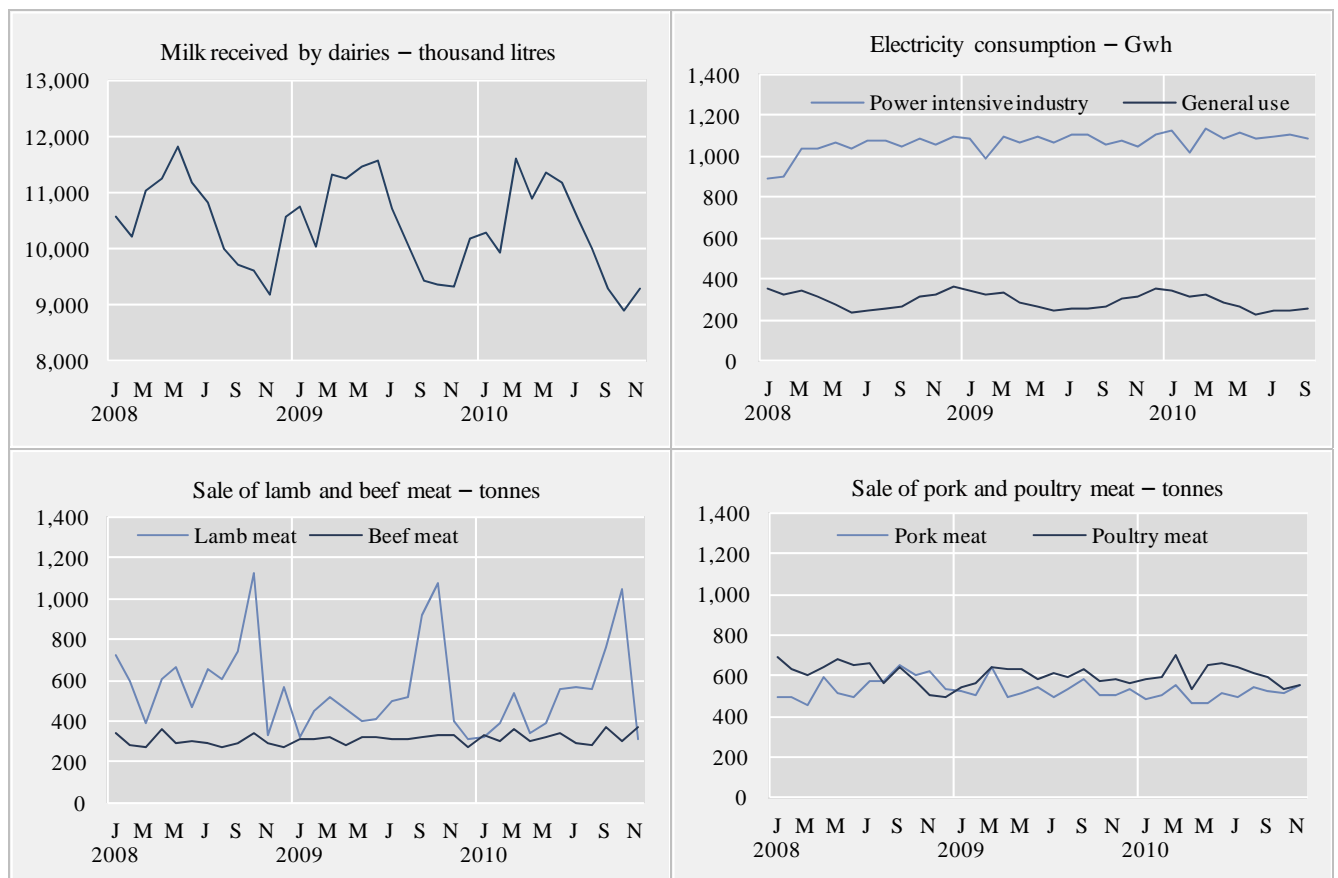 Milk received by dairies – thousand litres
13,000
12,000
11,000
10,000
9,000
8,000
J M M J S N J M M J S N J M M J S N
2008 2009 2010
Electricity consumption – Gwh
1,400
Power intensive industry General use
1,200
1,000
800
600
400
200
0
J M M J S N J M M J S N J M M J S
2008 2009 2010
Sale of lamb and beef meat – tonnes
1,400
Lamb meat Beef meat
1,200
1,000
800
600
400
200
0
J M M J S N J M M J S N J M M J S N
2008 2009 2010
Sale of pork and poultry meat – tonnes
1,400
Pork meat Poultry meat
1,200
1,000
800
600
400
200
0
J M M J S N J M M J S N J M M J S N
2008 2009 2010